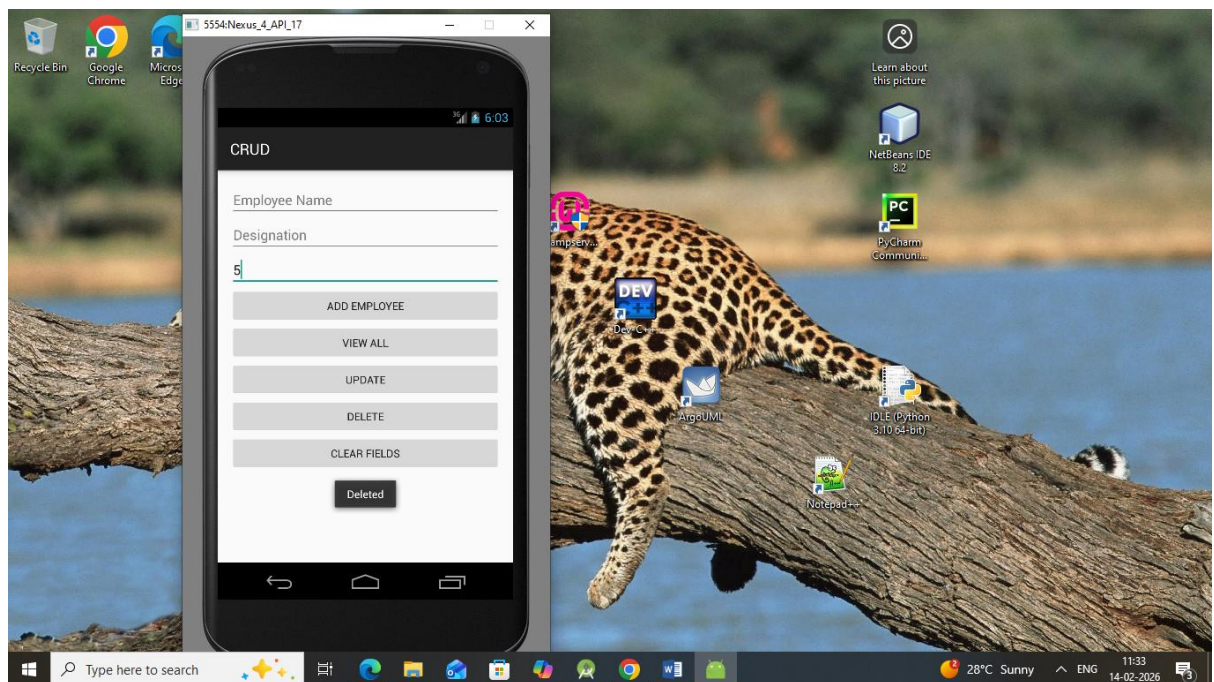 5554:Nexus_4_API_17
Recycle Bin
Google
Chrome
Micros
Edge
3G 6:03
CRUD
Employee Name
Designation
5
ADD EMPLOYEE
VIEW ALL
UPDATE
DELETE
CLEAR FIELDS
Deleted
ampserv...
DEV
C++
Dev-C++
ArgoUML
Learn about
this picture
NetBeans IDE
8.2
PC
PyCharm
Communi...
IDLE (Python
3.10 64-bit)
Notepad++
Type here to search
W
2
28°C Sunny
ENG
11:33
14-02-2026
3